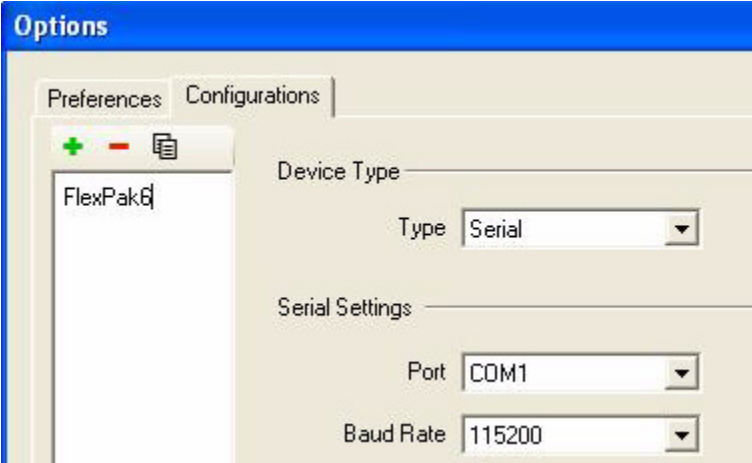 Options
Preferences Configurations
FlexPak6
Device Type
Type Serial
Serial Settings
Port COM1
Baud Rate 115200